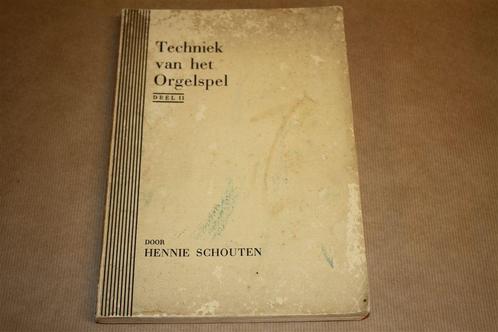 Techniek
van het
Orgelspel
DEEL II
DOOR
HENNIE SCHOUTEN